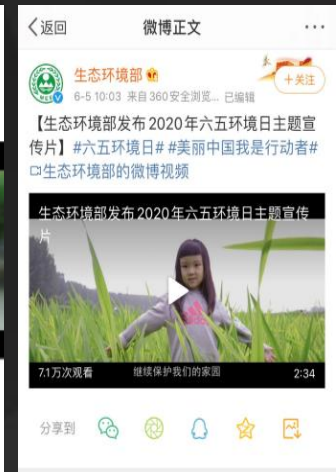 返回 微博正文
生态环境部
+关注
6-5 10:03 来自360安全浏览... 已编辑
【生态环境部发布2020年六五环境日主题宣
传片】#六五环境日# #美丽中国我是行动者#
生态环境部的微博视频
生态环境部发布2020年六五环境日主题宣传
片
7.1万次观看 继续保护我们的家园 2:34
分享到